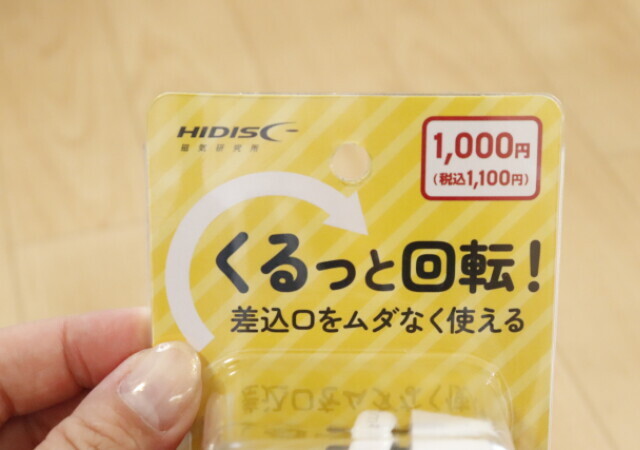 HIDISC
磁気研究所
1,000円
(税込1,100円)
くるっと回転!
差込口をムダなく使える